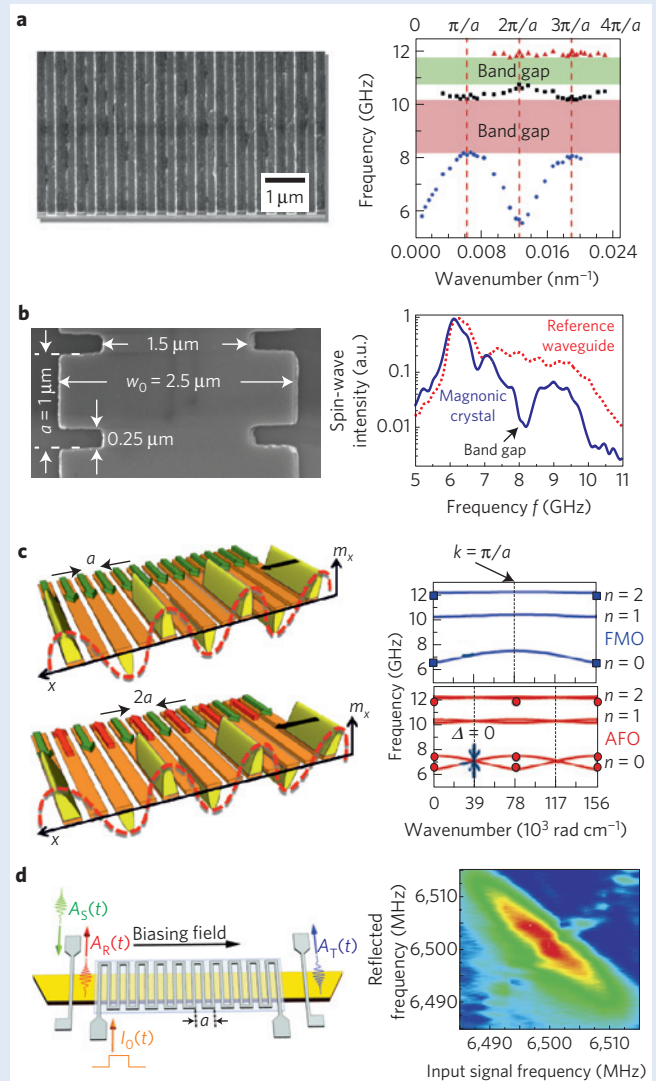 a
1 μm
0 π/a 2π/a 3π/a 4π/a
12
10
8
6
Frequency (GHz)
Band gap
Band gap
0.000 0.008 0.016 0.024
Wavenumber (nm⁻¹)
b
1.5 μm
a = 1 μm
w₀ = 2.5 μm
0.25 μm
Spin-wave
intensity (a.u.)
1
0.1
0.01
Reference
waveguide
Magnonic
crystal
Band gap
5 6 7 8 9 10 11
Frequency f (GHz)
c
a
mₓ
x
2a
mₓ
x
k = π/a
Frequency
(GHz)
12
10
8
6
n = 2
n = 1
FMO
n = 0
12
10
8
6
n = 2
n = 1
AFO
n = 0
Δ = 0
0 39 78 117 156
Wavenumber (10³ rad cm⁻¹)
d
A_S(t)
A_R(t)
Biasing field
A_T(t)
a
I₀(t)
Reflected
frequency (MHz)
6,510
6,500
6,490
6,490 6,500 6,510
Input signal frequency (MHz)